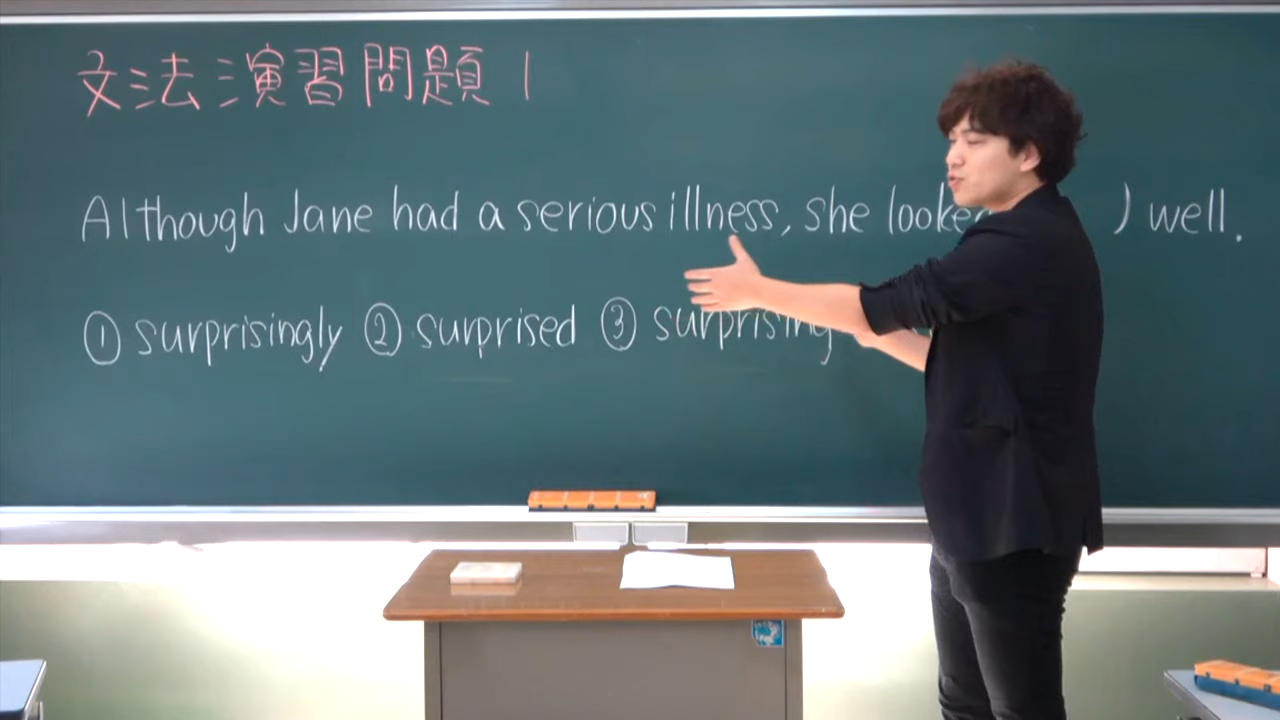 文法演習問題 1
Although Jane had a serious illness, she looke ) well.
① surprisingly ② surprised ③ surprising